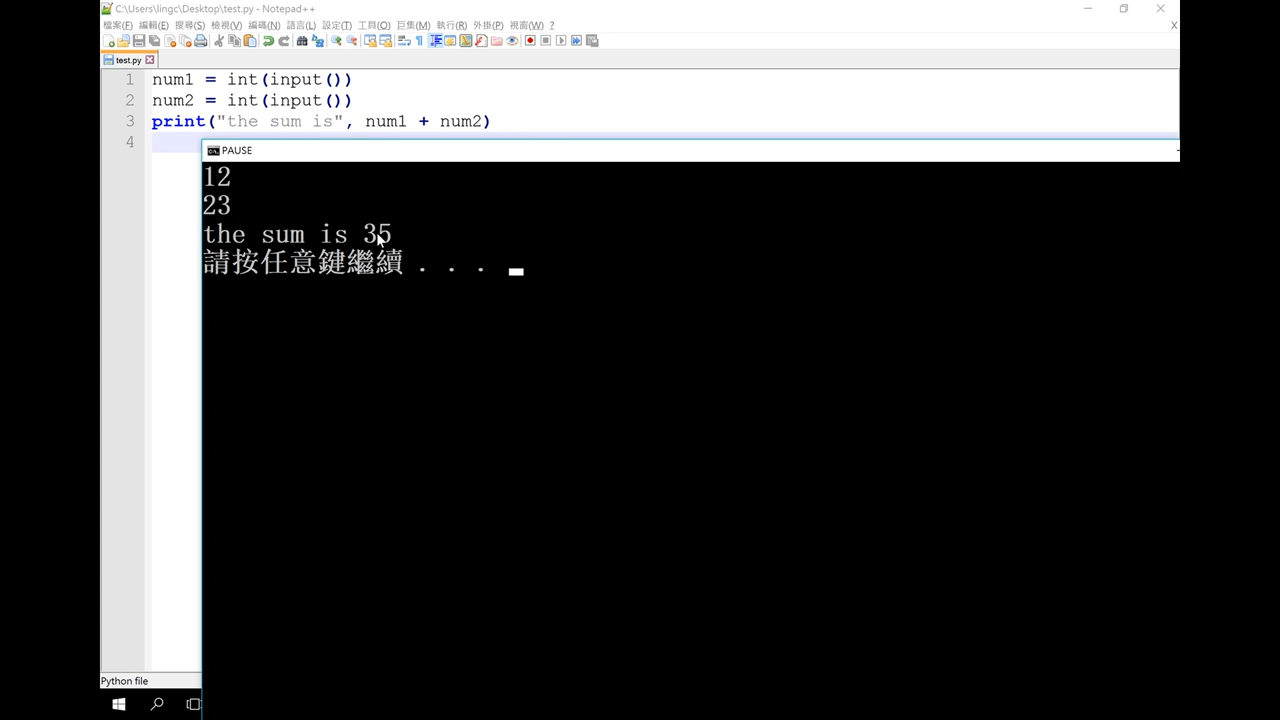 C:\Users\lingc\Desktop\test.py - Notepad++
檔案(F) 編輯(E) 搜尋(S) 檢視(V) 編碼(N) 語言(L) 設定(T) 工具(O) 巨集(M) 執行(R) 外掛(P) 視窗(W) ? X
test.py
1 num1 = int(input())
2 num2 = int(input())
3 print("the sum is", num1 + num2)
4
PAUSE
12
23
the sum is 35
請按任意鍵繼續 . . .
Python file